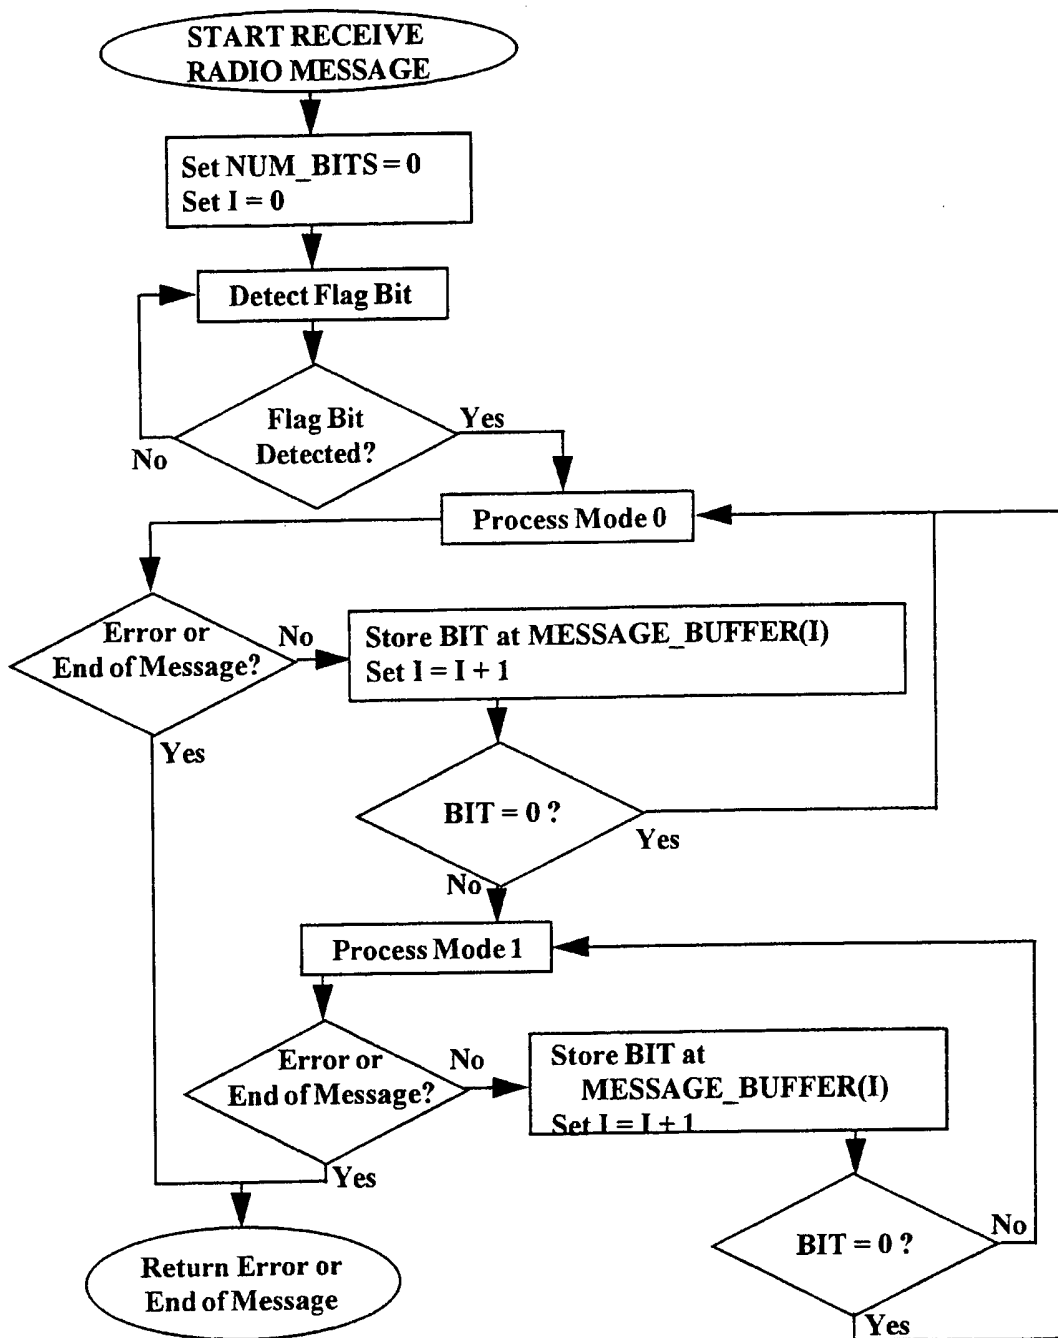 START RECEIVE
RADIO MESSAGE
Set NUM_BITS = 0
Set I = 0
Detect Flag Bit
Flag Bit
Detected?
Yes
No
Process Mode 0
Error or
End of Message?
No
Yes
Store BIT at MESSAGE_BUFFER(I)
Set I = I + 1
BIT = 0 ?
Yes
No
Process Mode 1
Error or
End of Message?
No
Yes
Store BIT at
MESSAGE_BUFFER(I)
Set I = I + 1
BIT = 0 ?
No
Yes
Return Error or
End of Message